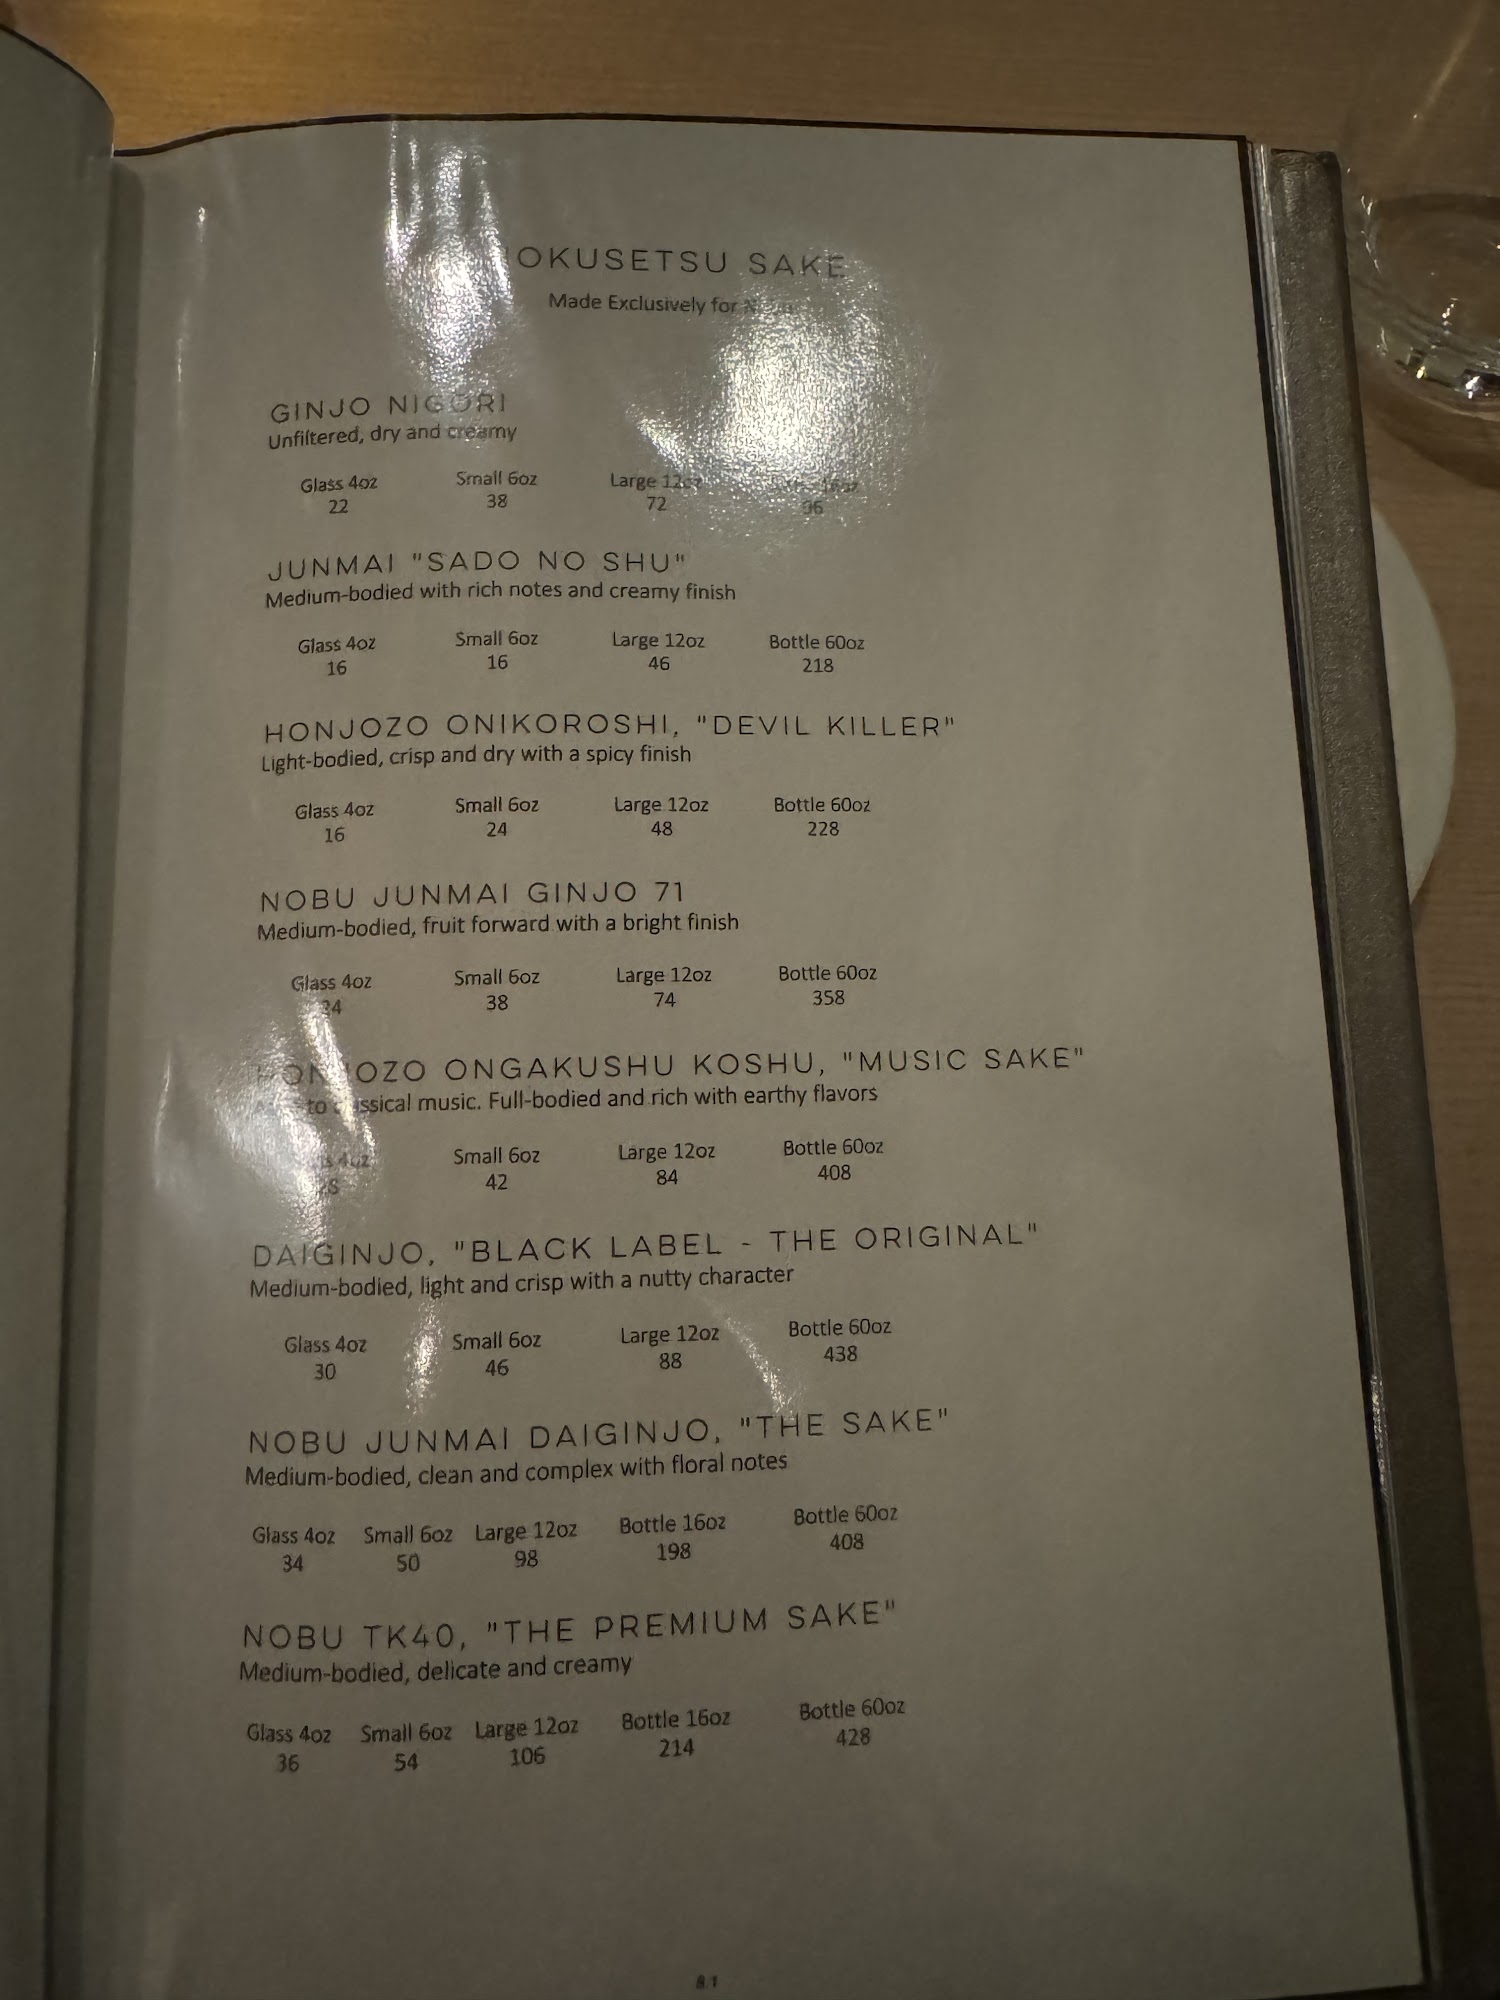 OKUSETSU SAKE
Made Exclusively for
GINJO NIGORI
Unfiltered, dry and creamy
Glass 4oz Small 6oz Large 12oz
22 38 72 96
JUNMAI "SADO NO SHU"
Medium-bodied with rich notes and creamy finish
Glass 4oz Small 6oz Large 12oz Bottle 60oz
16 16 46 218
HONJOZO ONIKOROSHI, "DEVIL KILLER"
Light-bodied, crisp and dry with a spicy finish
Glass 4oz Small 6oz Large 12oz Bottle 60oz
16 24 48 228
NOBU JUNMAI GINJO 71
Medium-bodied, fruit forward with a bright finish
Glass 4oz Small 6oz Large 12oz Bottle 60oz
38 74 358
HONJOZO ONGAKUSHU KOSHU, "MUSIC SAKE"
to classical music. Full-bodied and rich with earthy flavors
4oz Small 6oz Large 12oz Bottle 60oz
42 84 408
DAIGINJO, "BLACK LABEL - THE ORIGINAL"
Medium-bodied, light and crisp with a nutty character
Glass 4oz Small 6oz Large 12oz Bottle 60oz
30 46 88 438
NOBU JUNMAI DAIGINJO, "THE SAKE"
Medium-bodied, clean and complex with floral notes
Glass 4oz Small 6oz Large 12oz Bottle 16oz Bottle 60oz
34 50 98 198 408
NOBU TK40, "THE PREMIUM SAKE"
Medium-bodied, delicate and creamy
Glass 4oz Small 6oz Large 12oz Bottle 16oz Bottle 60oz
36 54 106 214 428
8.1